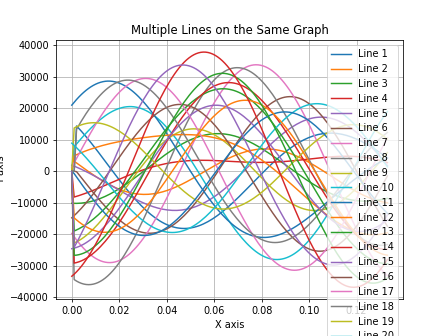 Multiple Lines on the Same Graph
40000
30000
20000
10000
0
−10000
−20000
−30000
−40000
0.00
0.02
0.04
0.06
0.08
0.10
X axis
Line 1
Line 2
Line 3
Line 4
Line 5
Line 6
Line 7
Line 8
Line 9
Line 10
Line 11
Line 12
Line 13
Line 14
Line 15
Line 16
Line 17
Line 18
Line 19
Line 20